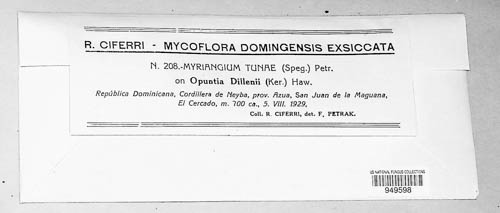 R. CIFERRI - MYCOFLORA DOMINGENSIS EXSICCATA
N. 208.-MYRIANGIUM TUNAE (Speg.) Petr.
on Opuntia Dillenii (Ker.) Haw.
República Dominicana, Cordillera de Neyba, prov. Azua, San Juan de la Maguana,
El Cercado, m. 700 ca., 5. VIII. 1929.
Coll. R. CIFERRI, det. F. PETRAK.
US NATIONAL FUNGUS COLLECTIONS
949598